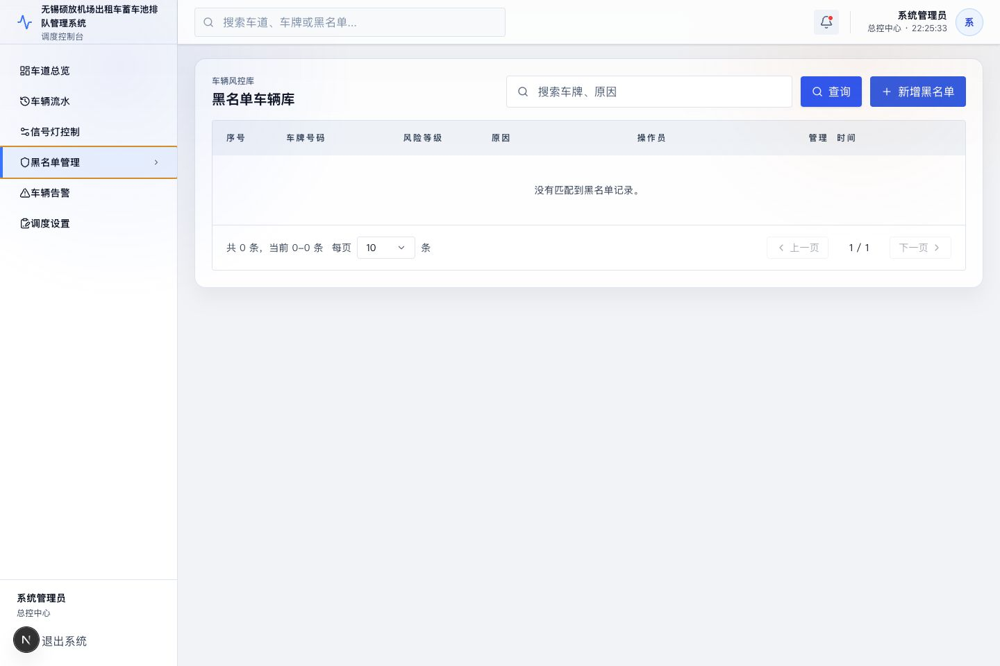 无锡硕放机场出租车蓄车池排
队管理系统
调度控制台
搜索车道、车牌或黑名单...
系统管理员
总控中心 · 22:25:33
系
车道总览
车辆流水
信号灯控制
黑名单管理
车辆告警
调度设置
车辆风控库
黑名单车辆库
搜索车牌、原因
查询
新增黑名单
序号 车牌号码 风险等级 原因 操作员 管理 时间
没有匹配到黑名单记录。
共 0 条，当前 0–0 条 每页 10 条
上一页 1 / 1 下一页
系统管理员
总控中心
N 退出系统